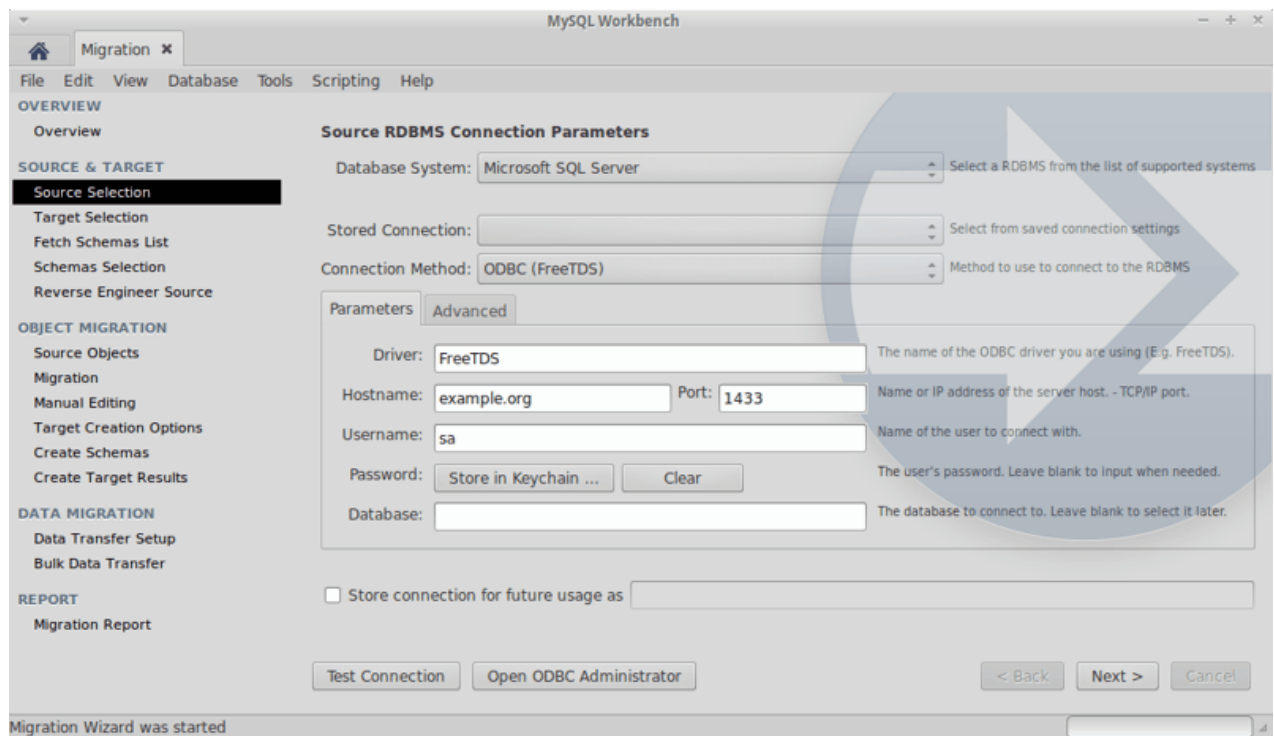 MySQL Workbench
Migration
File Edit View Database Tools Scripting Help
OVERVIEW
Overview
SOURCE & TARGET
Source Selection
Target Selection
Fetch Schemas List
Schemas Selection
Reverse Engineer Source
OBJECT MIGRATION
Source Objects
Migration
Manual Editing
Target Creation Options
Create Schemas
Create Target Results
DATA MIGRATION
Data Transfer Setup
Bulk Data Transfer
REPORT
Migration Report
Source RDBMS Connection Parameters
Database System: Microsoft SQL Server Select a RDBMS from the list of supported systems
Stored Connection: Select from saved connection settings
Connection Method: ODBC (FreeTDS) Method to use to connect to the RDBMS
Parameters Advanced
Driver: FreeTDS The name of the ODBC driver you are using (E.g. FreeTDS).
Hostname: example.org Port: 1433 Name or IP address of the server host. - TCP/IP port.
Username: sa Name of the user to connect with.
Password: Store in Keychain ... Clear The user's password. Leave blank to input when needed.
Database: The database to connect to. Leave blank to select it later.
Store connection for future usage as
Test Connection Open ODBC Administrator < Back Next > Cancel
Migration Wizard was started